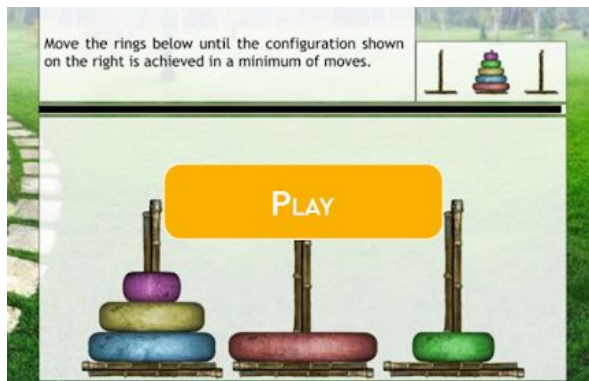 Move the rings below until the configuration shown
on the right is achieved in a minimum of moves.
PLAY